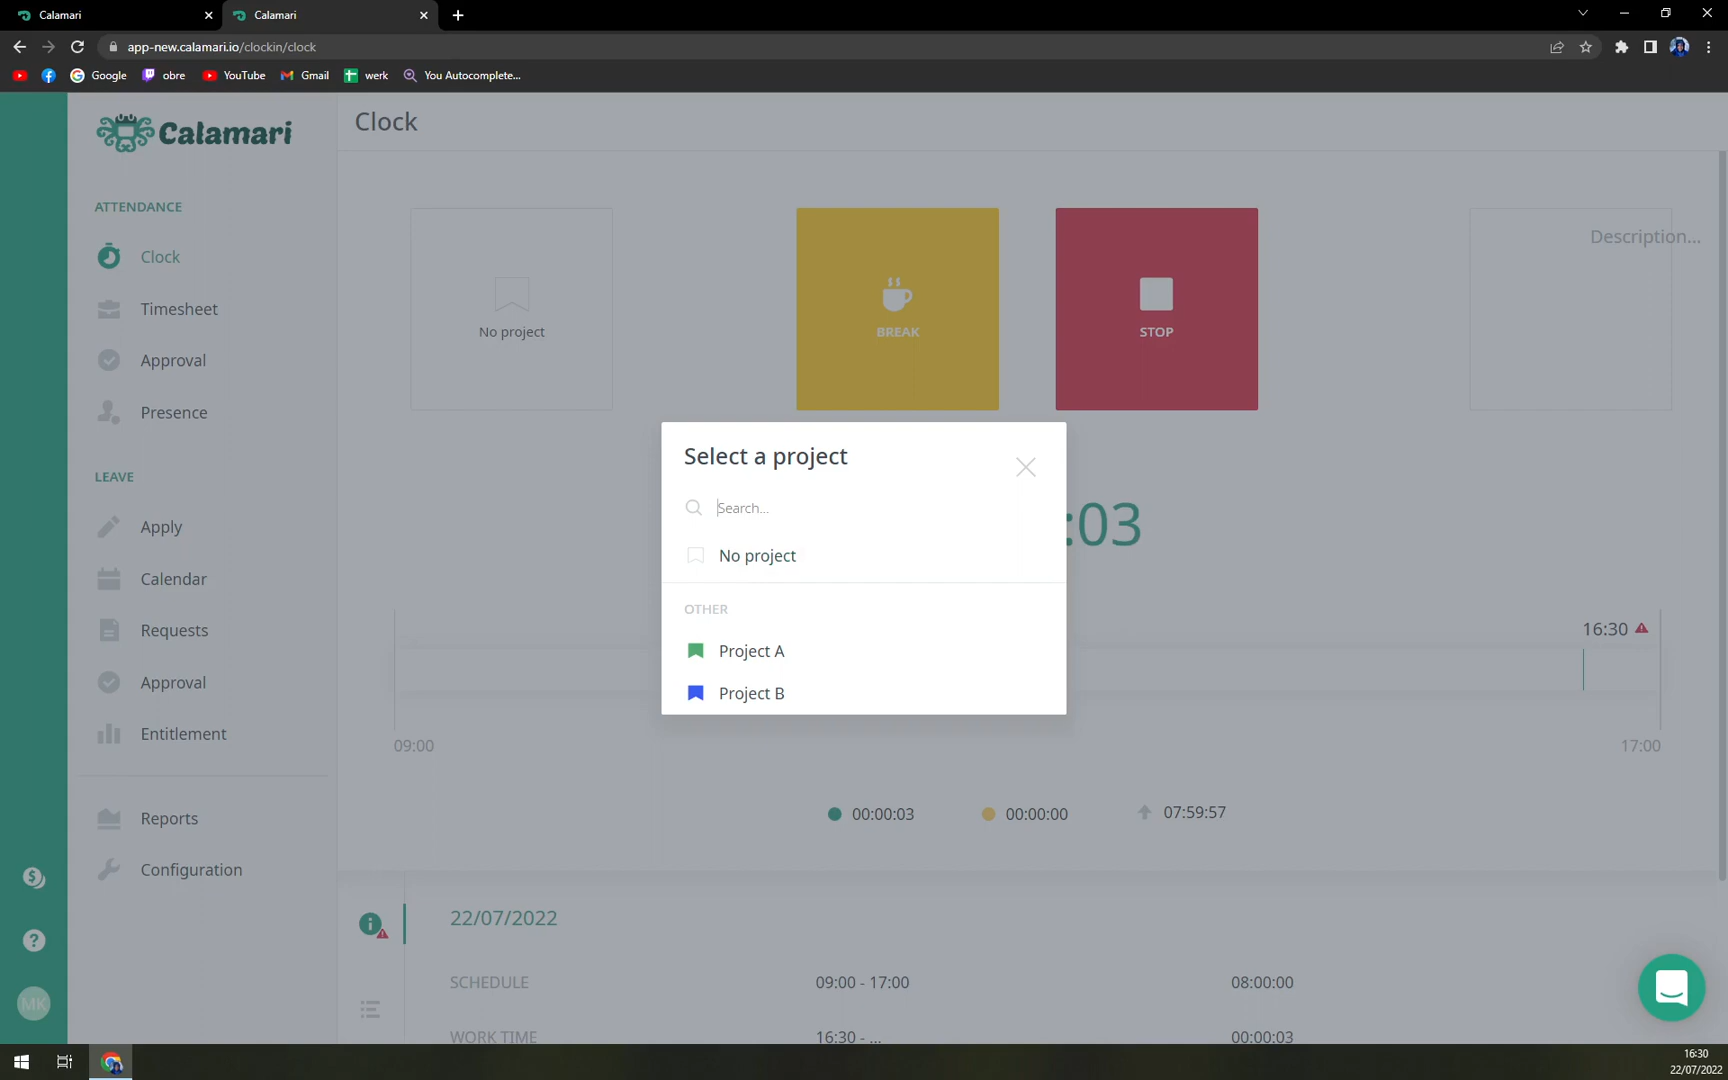 Calamari
Calamari
app-new.calamari.io/clockin/clock
Google
obre
YouTube
Gmail
werk
You Autocomplete...
Calamari
Clock
ATTENDANCE
Clock
Timesheet
Approval
Presence
LEAVE
Apply
Calendar
Requests
Approval
Entitlement
Reports
Configuration
MK
No project
BREAK
STOP
Description...
Select a project
Search...
No project
OTHER
Project A
Project B
:03
16:30
09:00
17:00
00:00:03
00:00:00
07:59:57
22/07/2022
SCHEDULE
09:00 - 17:00
08:00:00
WORK TIME
16:30 - ...
00:00:03
16:30
22/07/2022